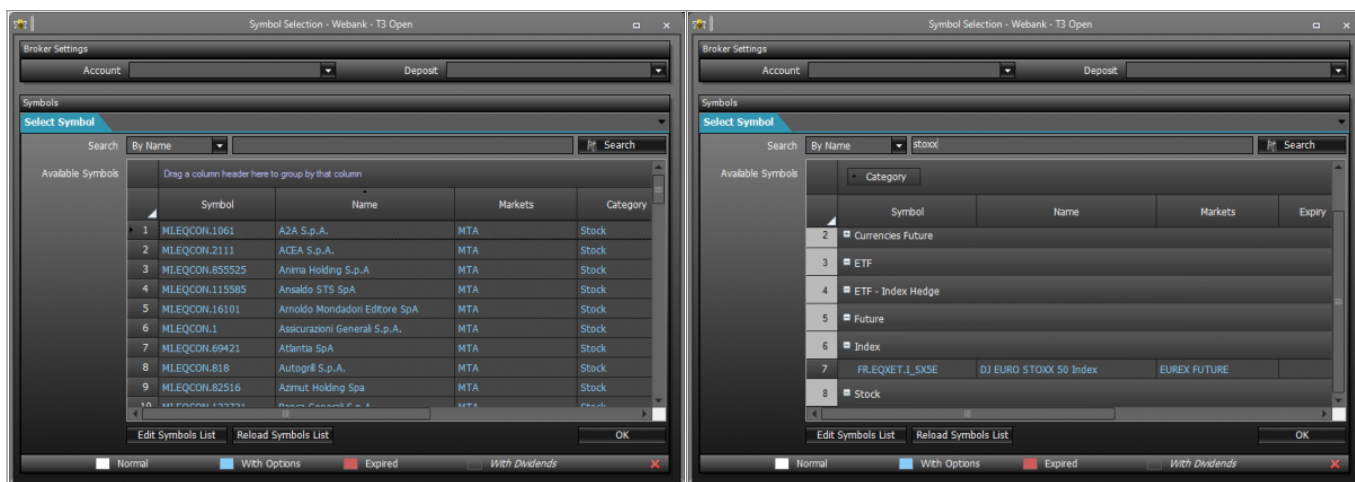 Symbol Selection - Webank - T3 Open
Broker Settings
Account Deposit
Symbols
Select Symbol
Search By Name Search
Available Symbols Drag a column header here to group by that column
Symbol Name Markets Category
1 MI.EQCON.1061 A2A S.p.A. MTA Stock
2 MI.EQCON.2111 ACEA S.p.A. MTA Stock
3 MI.EQCON.855525 Anima Holding S.p.A MTA Stock
4 MI.EQCON.115585 Ansaldo STS SpA MTA Stock
5 MI.EQCON.16101 Arnoldo Mondadori Editore SpA MTA Stock
6 MI.EQCON.1 Assicurazioni Generali S.p.A. MTA Stock
7 MI.EQCON.69421 Atlantia SpA MTA Stock
8 MI.EQCON.818 Autogrill S.p.A. MTA Stock
9 MI.EQCON.82516 Azimut Holding Spa MTA Stock
10
Edit Symbols List Reload Symbols List OK
Normal With Options Expired With Dividends
Symbol Selection - Webank - T3 Open
Broker Settings
Account Deposit
Symbols
Select Symbol
Search By Name stoxx Search
Available Symbols Category
Symbol Name Markets Expiry
2 Currencies Future
3 ETF
4 ETF - Index Hedge
5 Future
6 Index
7 FR.EQXET.I_SX5E DJ EURO STOXX 50 Index EUREX FUTURE
8 Stock
Edit Symbols List Reload Symbols List OK
Normal With Options Expired With Dividends